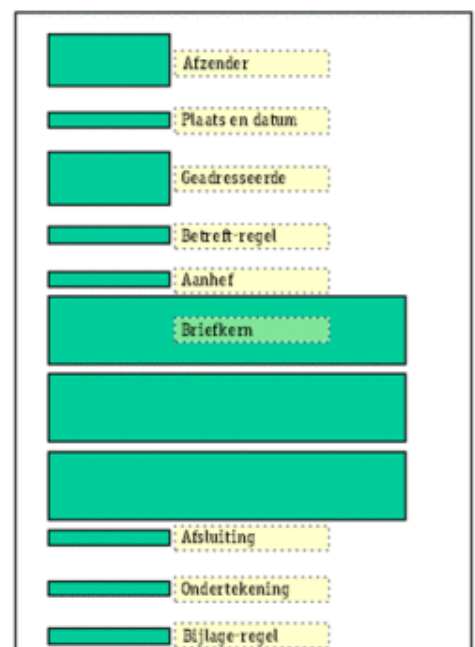 Afzender
Plaats en datum
Geadresseerde
Betreft-regel
Aanhef
Briefkern
Afsluiting
Ondertekening
Bijlage-regel